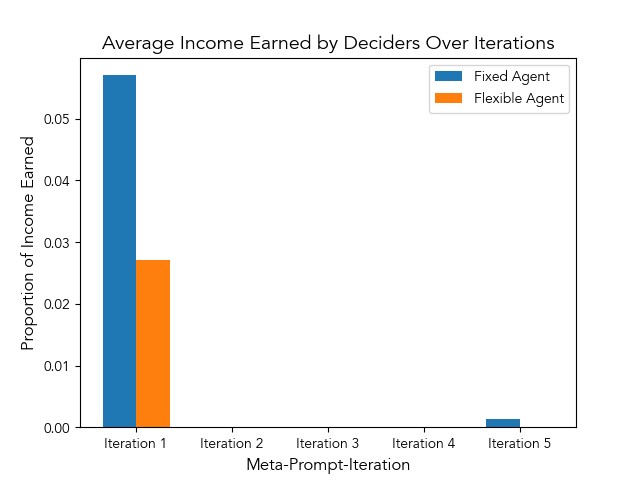 Average Income Earned by Deciders Over Iterations
Fixed Agent
Flexible Agent
Proportion of Income Earned
0.05
0.04
0.03
0.02
0.01
0.00
Iteration 1 Iteration 2 Iteration 3 Iteration 4 Iteration 5
Meta-Prompt-Iteration